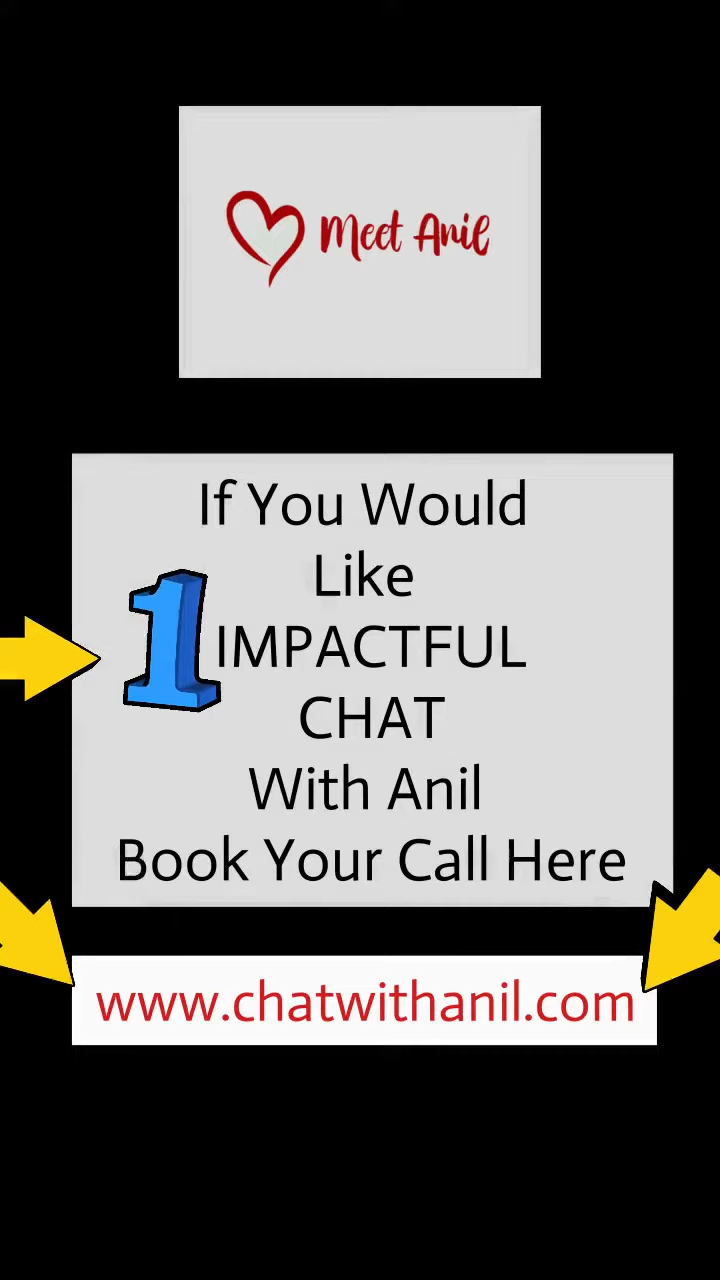 Meet Anil
If You Would
Like
1 IMPACTFUL
CHAT
With Anil
Book Your Call Here
www.chatwithanil.com